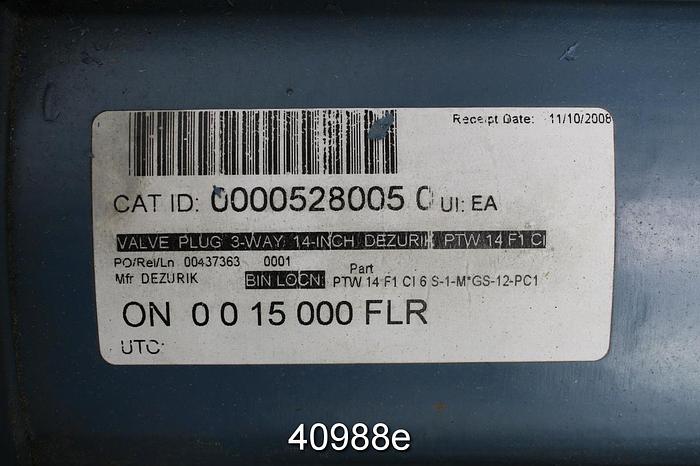 Receipt Date: 11/10/2008
CAT ID: 0000528005 0 UI: EA
VALVE PLUG 3-WAY 14-INCH DEZURIK PTW 14 F1 CI
PO/Rel/Ln 00437363 0001
Mfr DEZURIK BIN LOCN: Part PTW 14 F1 CI 6 S-1-M*GS-12-PC1
ON 0 0 15 000 FLR
UTC:
40988e